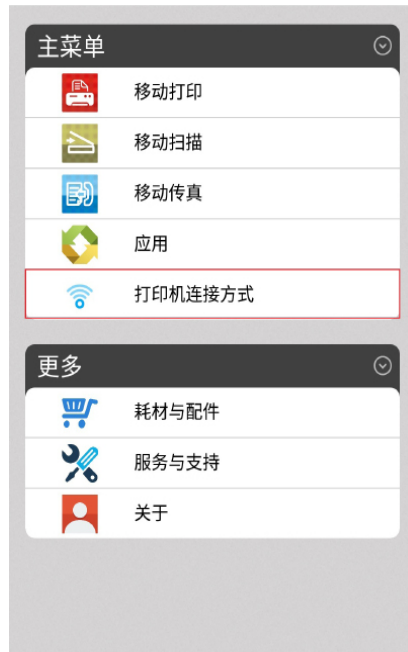 主菜单
移动打印
移动扫描
移动传真
应用
打印机连接方式
更多
耗材与配件
服务与支持
关于